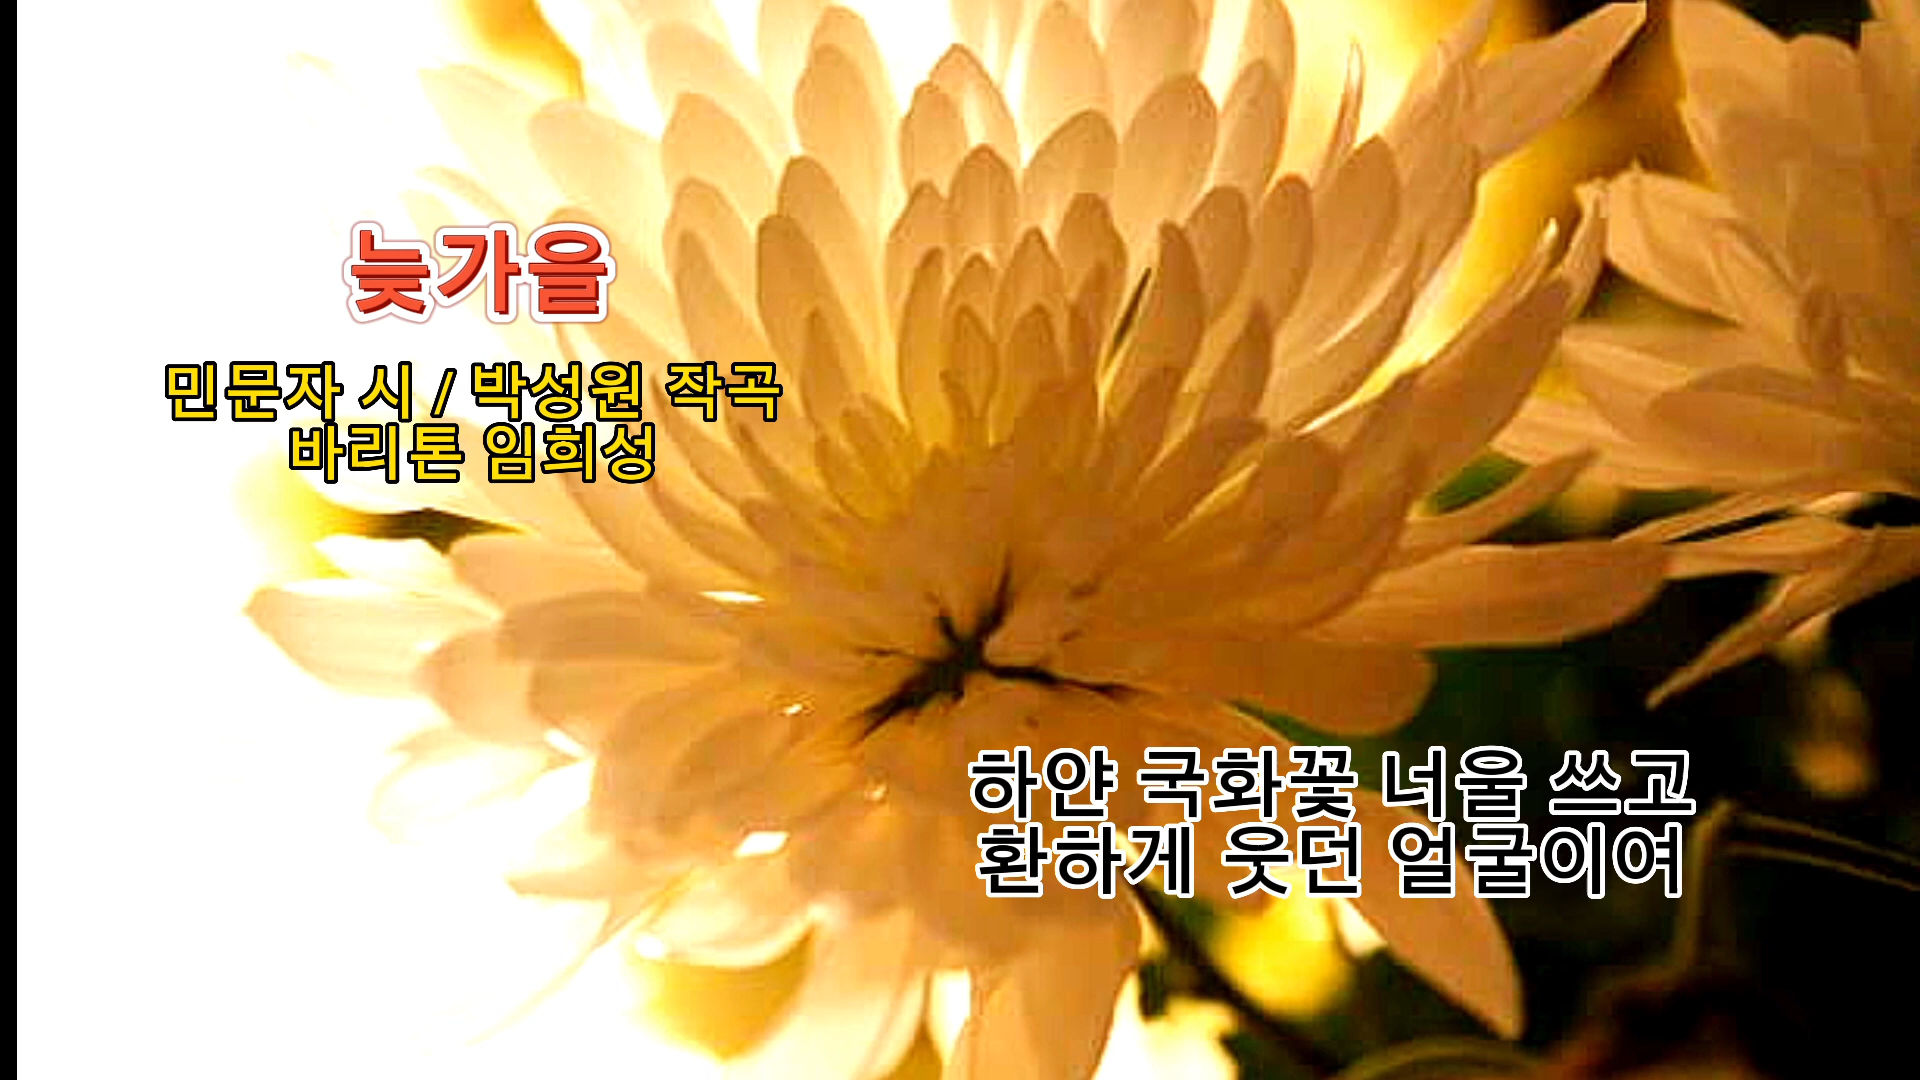 늦가을
민문자 시 / 박성원 작곡
바리톤 임희성
하얀 국화꽃 너울 쓰고
환하게 웃던 얼굴이여